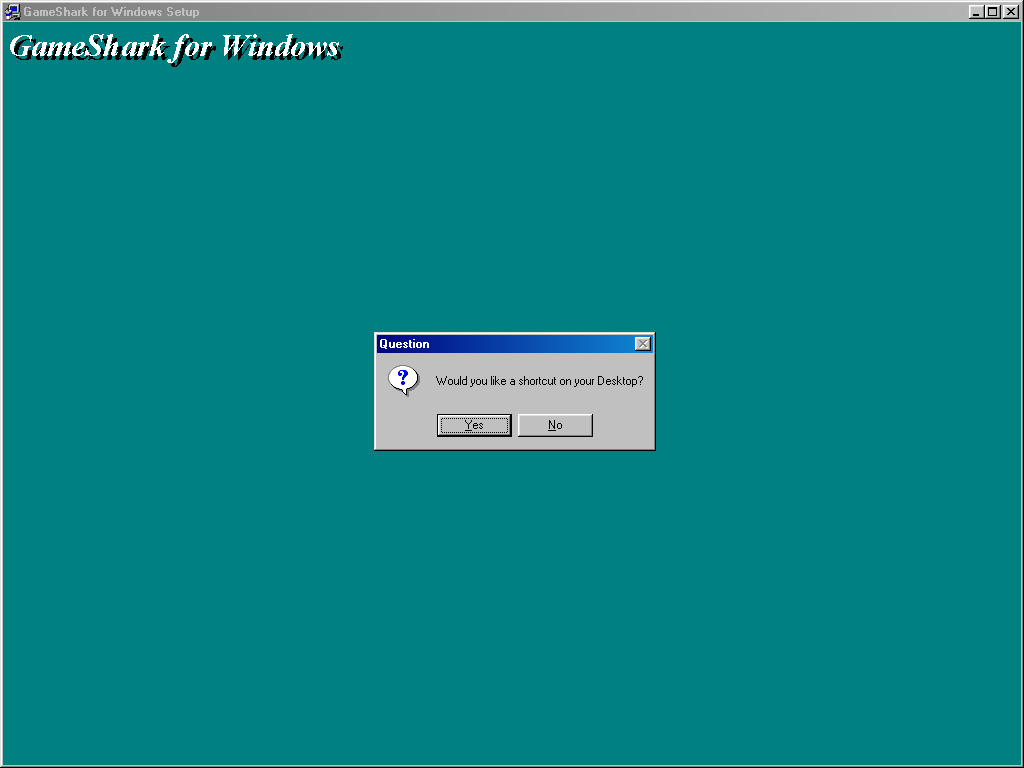 GameShark for Windows Setup
GameShark for Windows
Question
?
Would you like a shortcut on your Desktop?
Yes
No